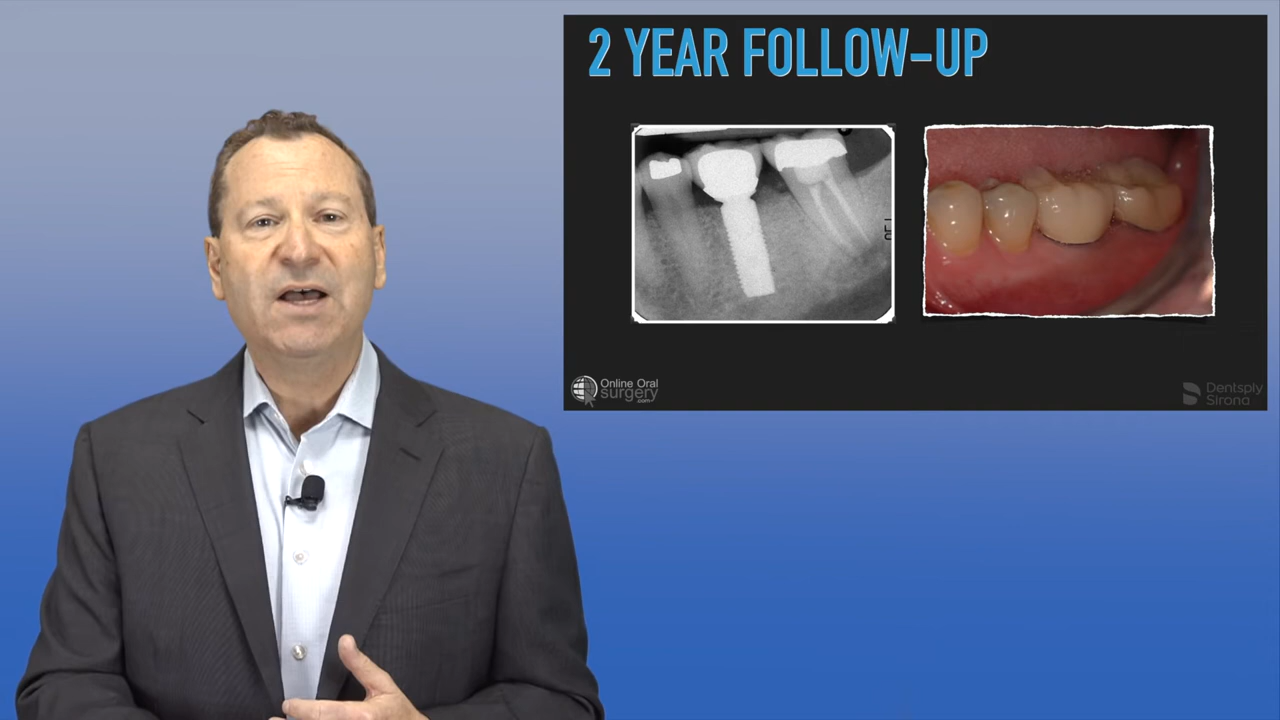 2 YEAR FOLLOW-UP
Online Oral
surgery
.com
Dentsply
Sirona